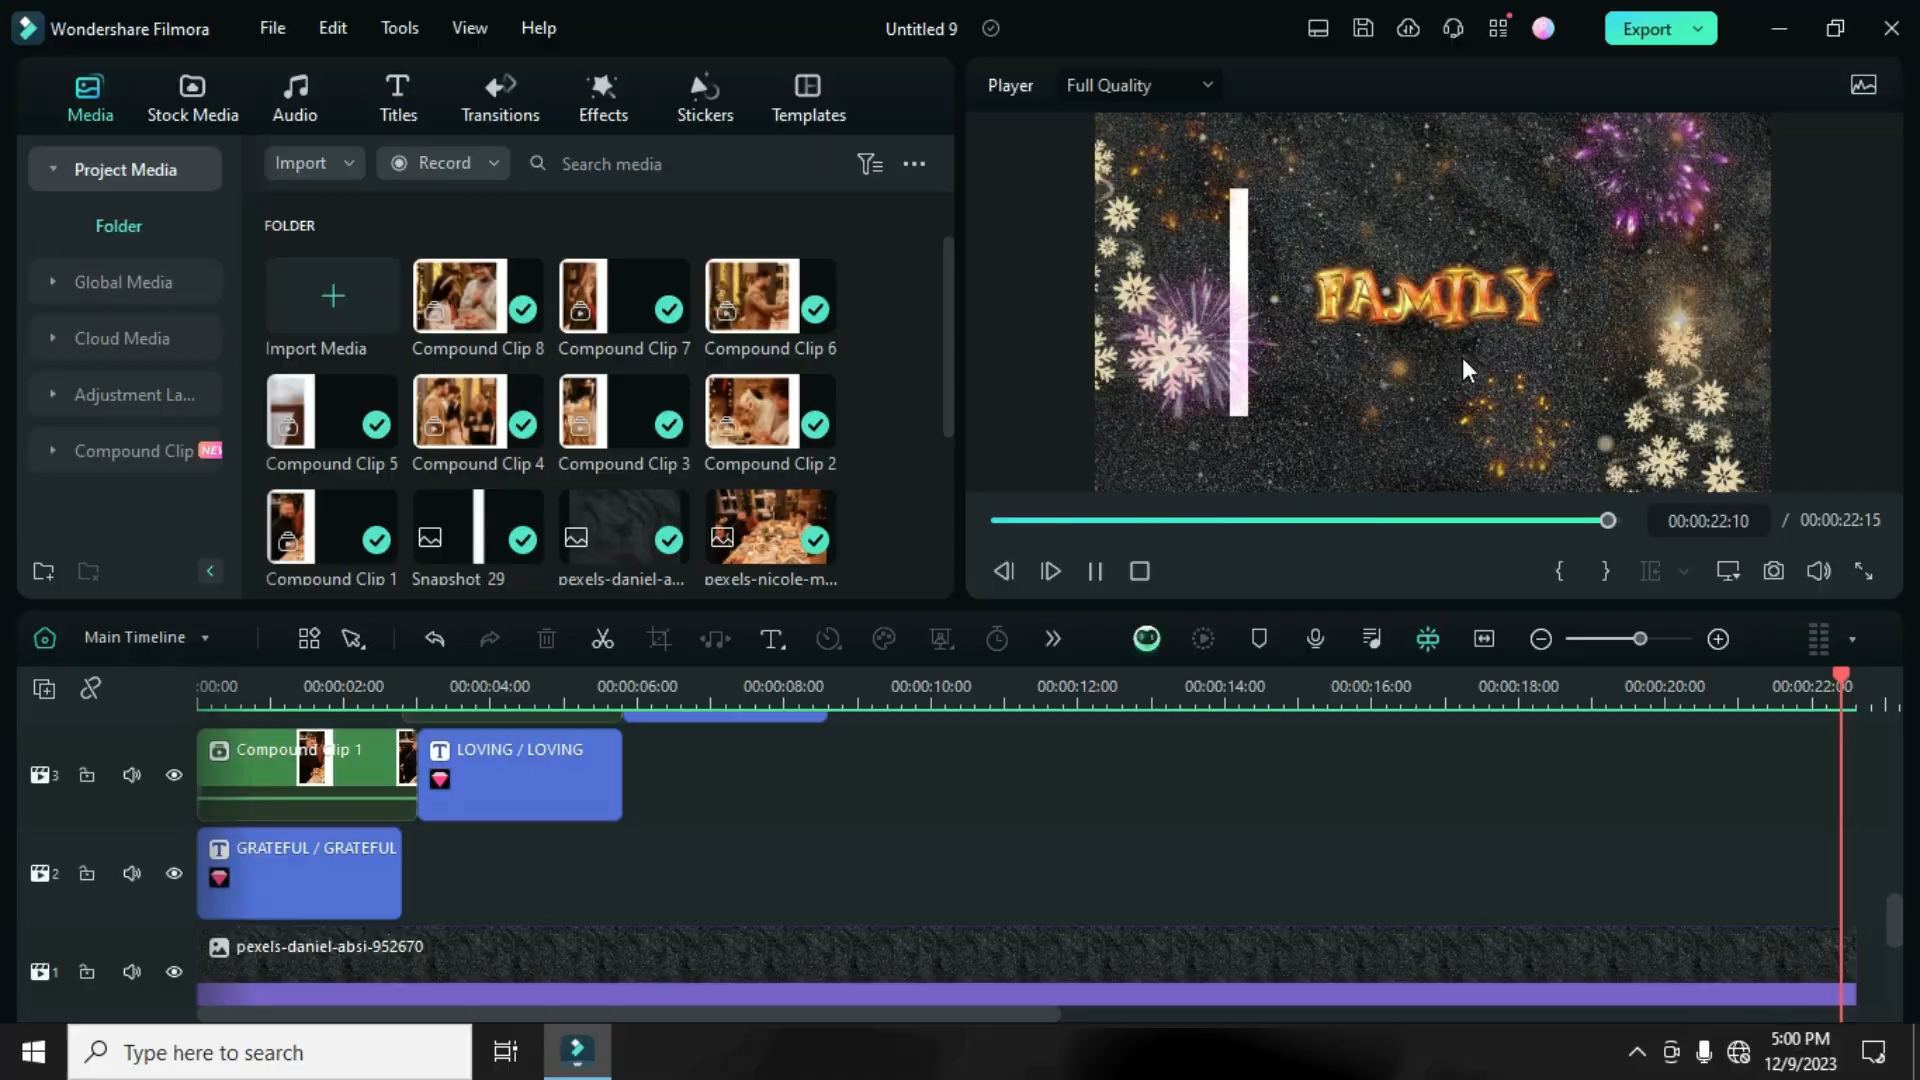 Wondershare Filmora
File
Edit
Tools
View
Help
Untitled 9
Export
Media
Stock Media
Audio
Titles
Transitions
Effects
Stickers
Templates
Player
Full Quality
Project Media
Import
Record
Search media
Folder
FOLDER
Global Media
Cloud Media
Adjustment La...
Compound Clip
Import Media
Compound Clip 8
Compound Clip 7
Compound Clip 6
Compound Clip 5
Compound Clip 4
Compound Clip 3
Compound Clip 2
Compound Clip 1
Snapshot_29
pexels-daniel-a...
pexels-nicole-m...
FAMILY
00:00:22:10
/ 00:00:22:15
Main Timeline
:00:00
00:00:02:00
00:00:04:00
00:00:06:00
00:00:08:00
00:00:10:00
00:00:12:00
00:00:14:00
00:00:16:00
00:00:18:00
00:00:20:00
00:00:22:00
3
Compound Clip 1
LOVING / LOVING
2
GRATEFUL / GRATEFUL
1
pexels-daniel-absi-952670
Type here to search
5:00 PM
12/9/2023